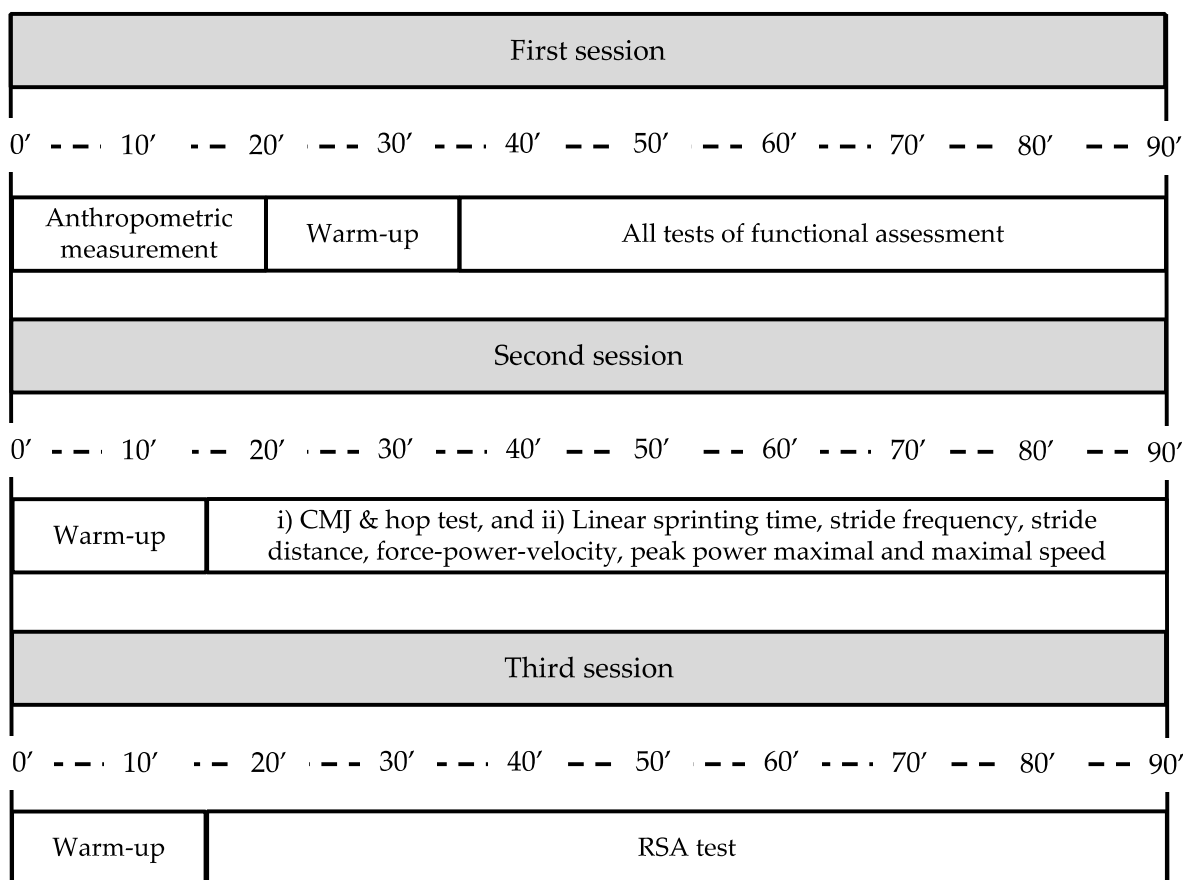 First session
0′ 10′ 20′ 30′ 40′ 50′ 60′ 70′ 80′ 90′
Anthropometric
measurement
Warm-up
All tests of functional assessment
Second session
0′ 10′ 20′ 30′ 40′ 50′ 60′ 70′ 80′ 90′
Warm-up
i) CMJ & hop test, and ii) Linear sprinting time, stride frequency, stride
distance, force-power-velocity, peak power maximal and maximal speed
Third session
0′ 10′ 20′ 30′ 40′ 50′ 60′ 70′ 80′ 90′
Warm-up
RSA test